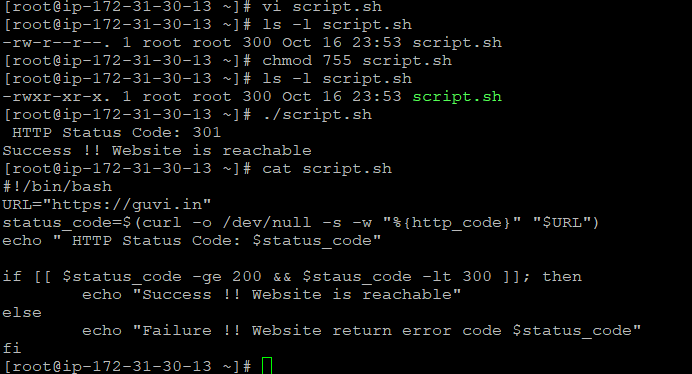 [root@ip-172-31-30-13 ~]# vi script.sh
[root@ip-172-31-30-13 ~]# ls -l script.sh
-rw-r--r--. 1 root root 300 Oct 16 23:53 script.sh
[root@ip-172-31-30-13 ~]# chmod 755 script.sh
[root@ip-172-31-30-13 ~]# ls -l script.sh
-rwxr-xr-x. 1 root root 300 Oct 16 23:53 script.sh
[root@ip-172-31-30-13 ~]# ./script.sh
 HTTP Status Code: 301
Success !! Website is reachable
[root@ip-172-31-30-13 ~]# cat script.sh
#!/bin/bash
URL="https://guvi.in"
status_code=$(curl -o /dev/null -s -w "%{http_code}" "$URL")
echo " HTTP Status Code: $status_code"

if [[ $status_code -ge 200 && $staus_code -lt 300 ]]; then
        echo "Success !! Website is reachable"
else
        echo "Failure !! Website return error code $status_code"
fi
[root@ip-172-31-30-13 ~]#